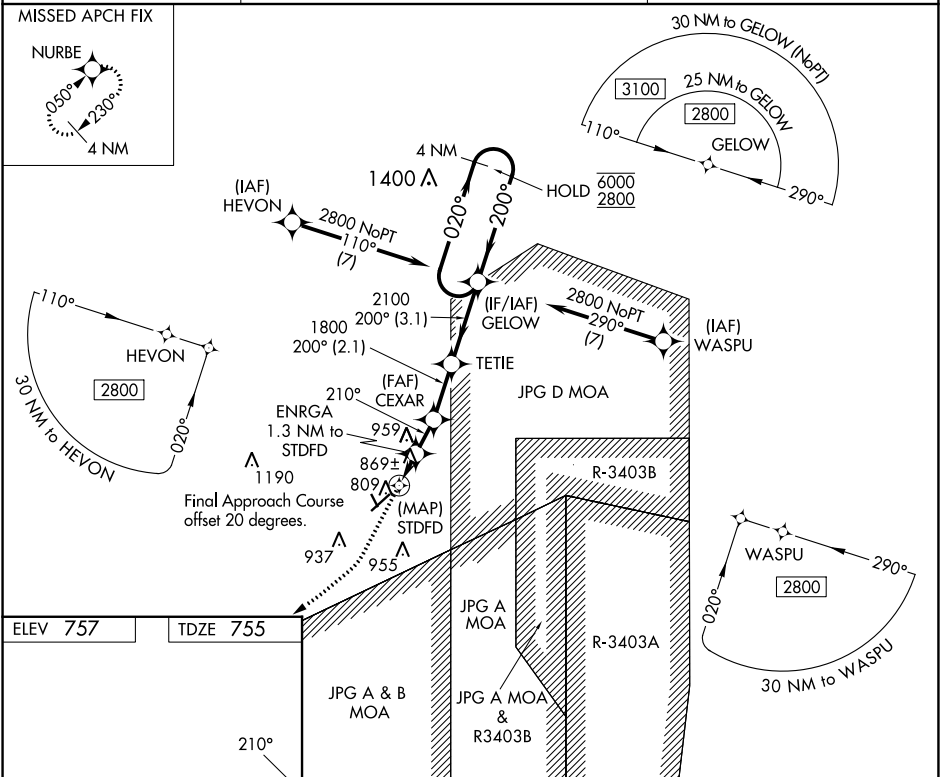 MISSED APCH FIX
NURBE
050°
230°
4 NM
30 NM to GELOW (NoPT)
3100
25 NM to GELOW
2800
GELOW
110°
290°
4 NM
1400
HOLD
6000
2800
020°
200°
(IAF)
HEVON
2800 NoPT
110°
(7)
(IF/IAF)
GELOW
2100
200° (3.1)
1800
200° (2.1)
TETIE
2800 NoPT
290°
(7)
(IAF)
WASPU
110°
HEVON
2800
020°
30 NM to HEVON
(FAF)
CEXAR
210°
ENRGA
1.3 NM to
STDFD
959
869±
809
1190
Final Approach Course
offset 20 degrees.
(MAP)
STDFD
937
955
JPG D MOA
R-3403B
WASPU
290°
2800
020°
30 NM to WASPU
JPG A
MOA
R-3403A
JPG A & B
MOA
JPG A MOA
&
R3403B
ELEV 757
TDZE 755
210°